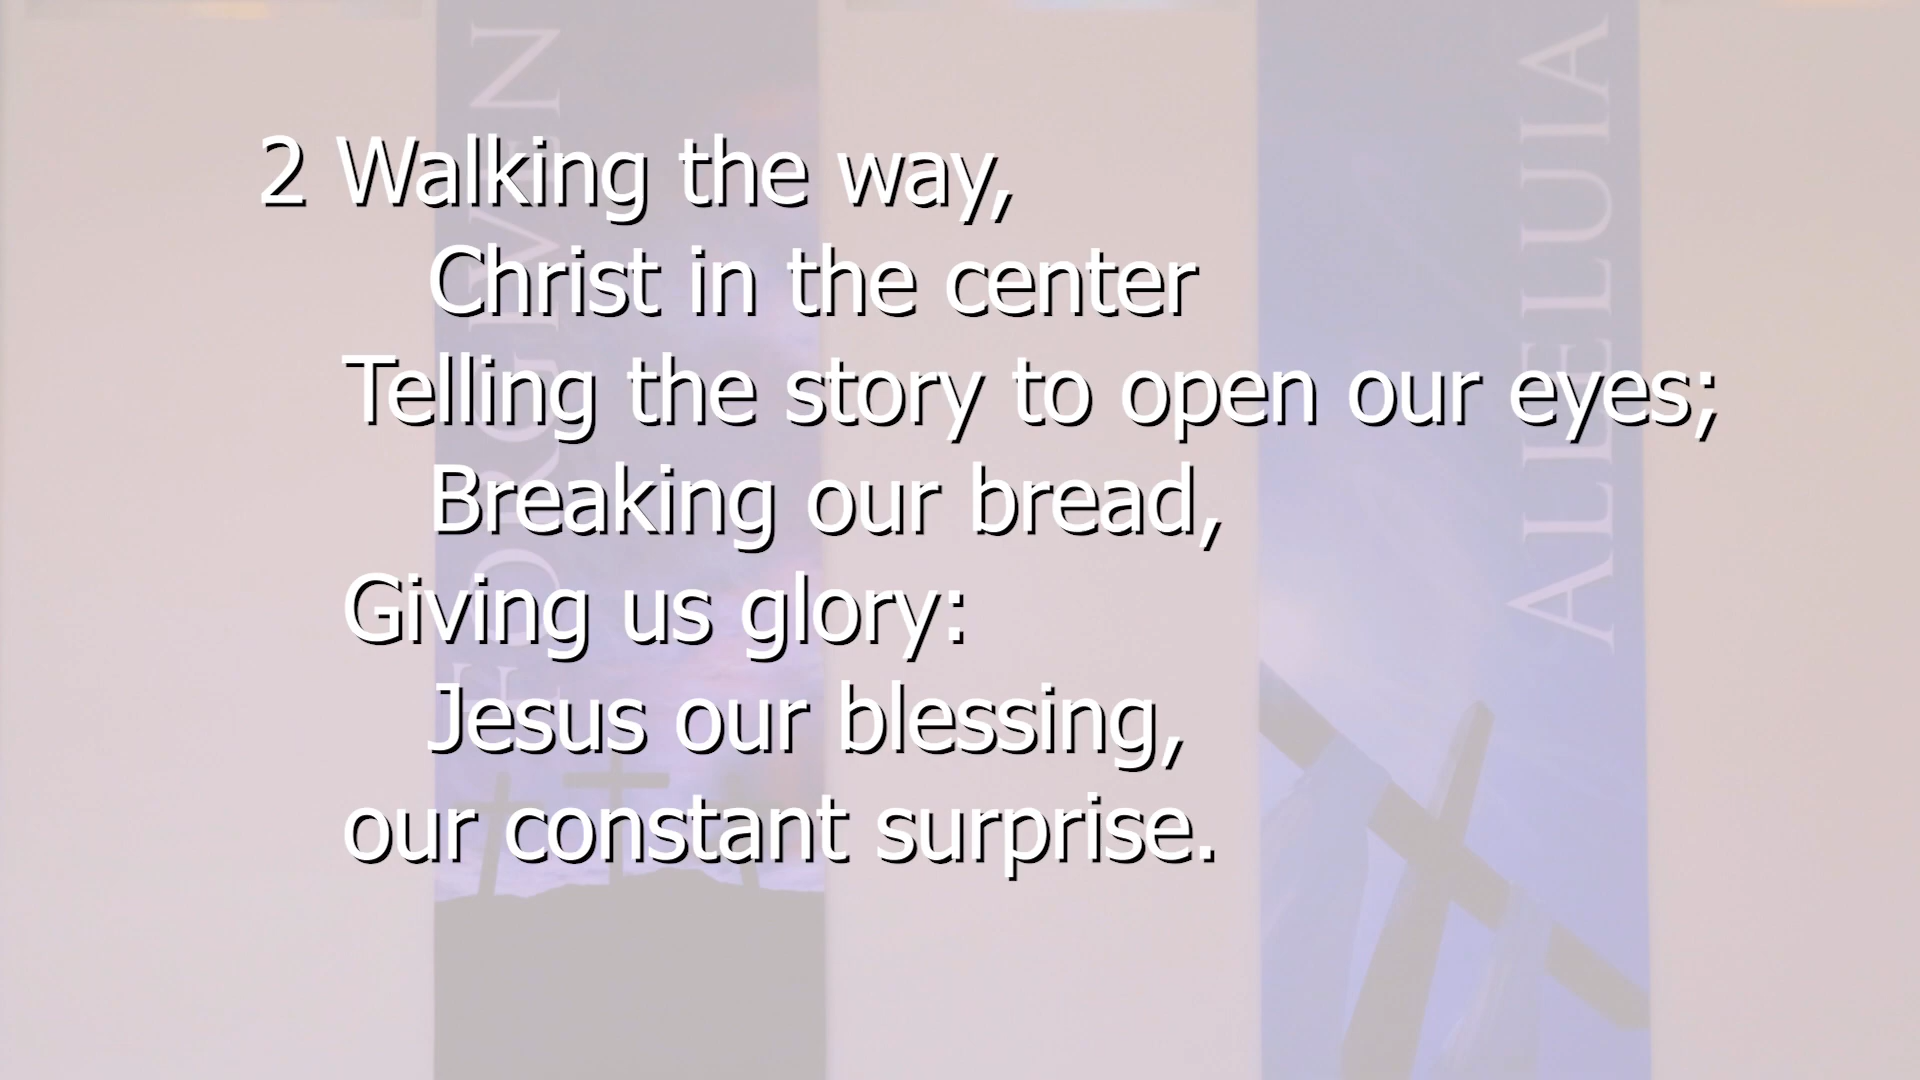 FORGIVEN
ALLELUIA
2 Walking the way,
Christ in the center
Telling the story to open our eyes;
Breaking our bread,
Giving us glory:
Jesus our blessing,
our constant surprise.